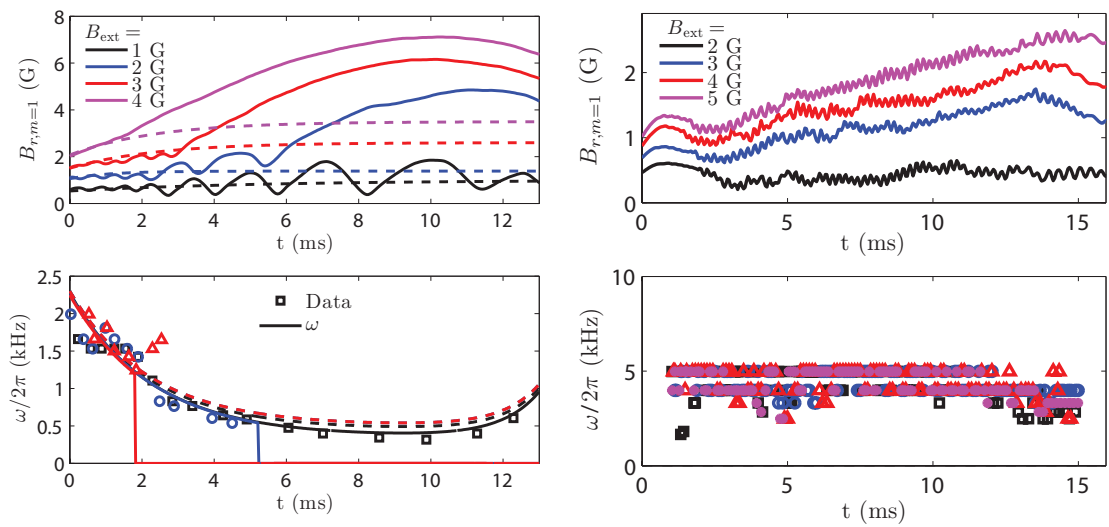 B_{r,m=1} (G)
8
6
4
2
0
B_ext =
1 G
2 G
3 G
4 G
0 2 4 6 8 10 12
t (ms)
B_{r,m=1} (G)
2
1
0
B_ext =
2 G
3 G
4 G
5 G
0 5 10 15
t (ms)
ω/2π (kHz)
2.5
2
1.5
1
0.5
0
Data
ω
0 2 4 6 8 10 12
t (ms)
ω/2π (kHz)
10
5
0
0 5 10 15
t (ms)